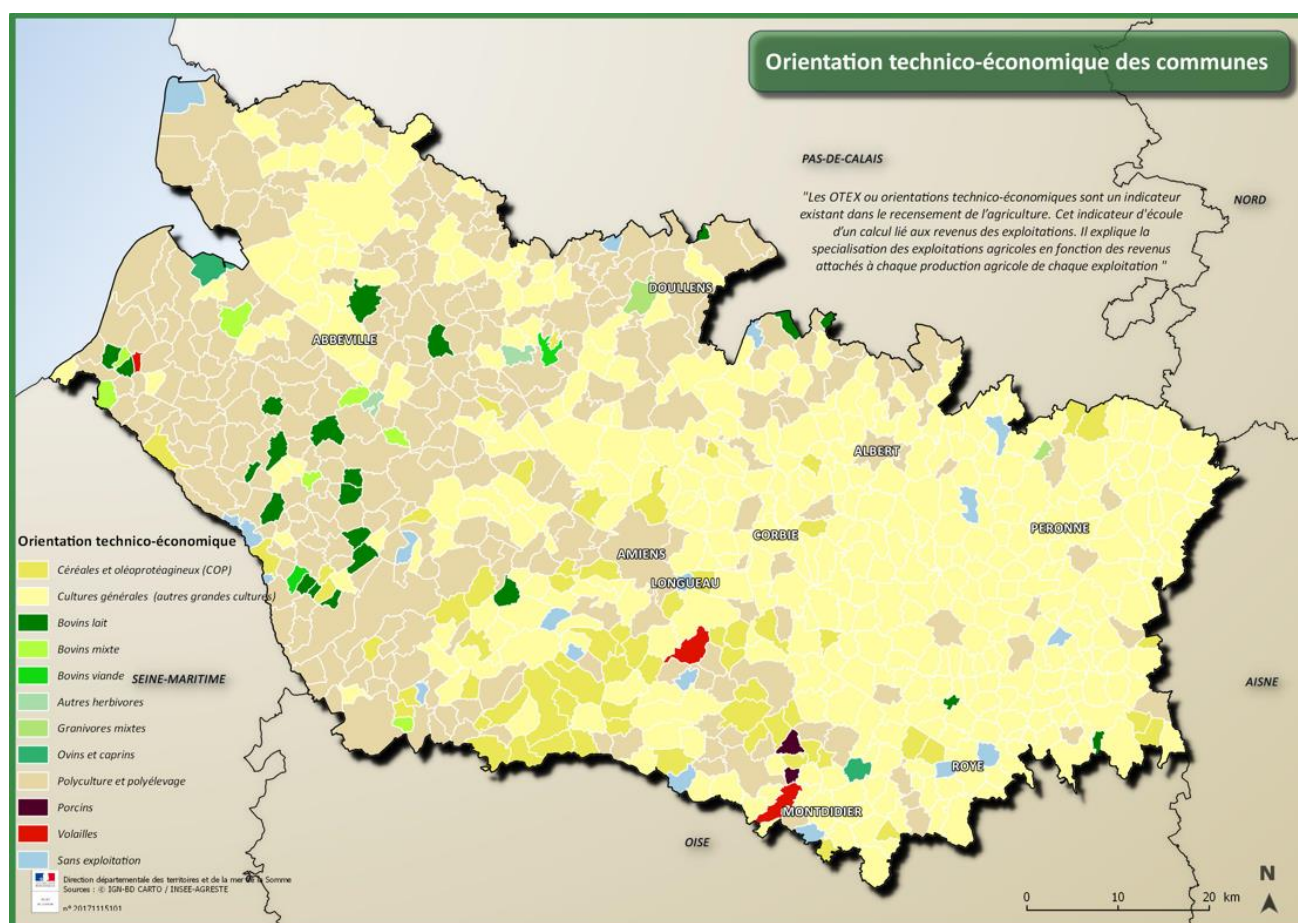 Orientation technico-économique des communes
PAS-DE-CALAIS
NORD
"Les OTEX ou orientations technico-économiques sont un indicateur
existant dans le recensement de l'agriculture. Cet indicateur d'écoule
d'un calcul lié aux revenus des exploitations. Il explique la
specialisation des exploitations agricoles en fonction des revenus
attachés à chaque production agricole de chaque exploitation "
DOULLENS
ABBEVILLE
ALBERT
PERONNE
CORBIE
AMIENS
LONGUEAU
ROYE
MONTDIDIER
SEINE-MARITIME
AISNE
OISE
Orientation technico-économique
Céréales et oléoprotéagineux (COP)
Cultures générales (autres grandes cultures)
Bovins lait
Bovins mixte
Bovins viande
Autres herbivores
Granivores mixtes
Ovins et caprins
Polyculture et polyélevage
Porcins
Volailles
Sans exploitation
Direction départementale des territoires et de la mer de la Somme
Sources : © IGN-BD CARTO / INSEE-AGRESTE
n° 20171115101
N
0 10 20 km